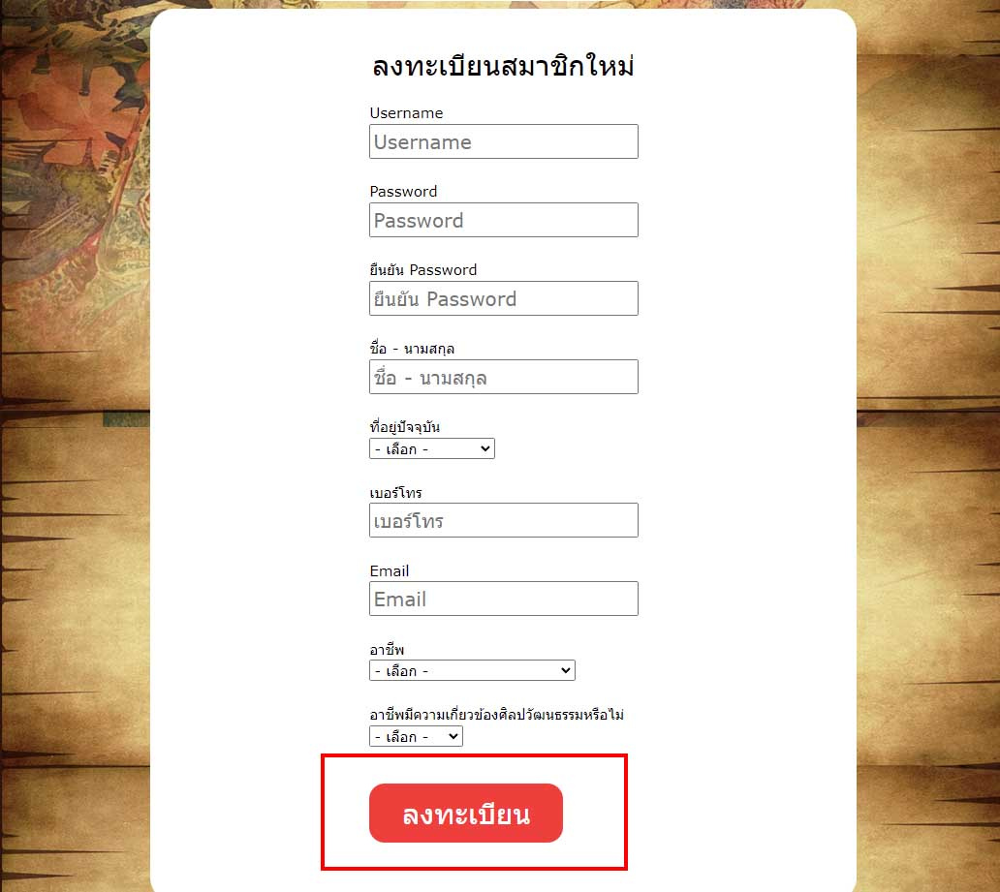 ลงทะเบียนสมาชิกใหม่
Username
Username
Password
Password
ยืนยัน Password
ยืนยัน Password
ชื่อ - นามสกุล
ชื่อ - นามสกุล
ที่อยู่ปัจจุบัน
- เลือก -
เบอร์โทร
เบอร์โทร
Email
Email
อาชีพ
- เลือก -
อาชีพมีความเกี่ยวข้องศิลปวัฒนธรรมหรือไม่
- เลือก -
ลงทะเบียน